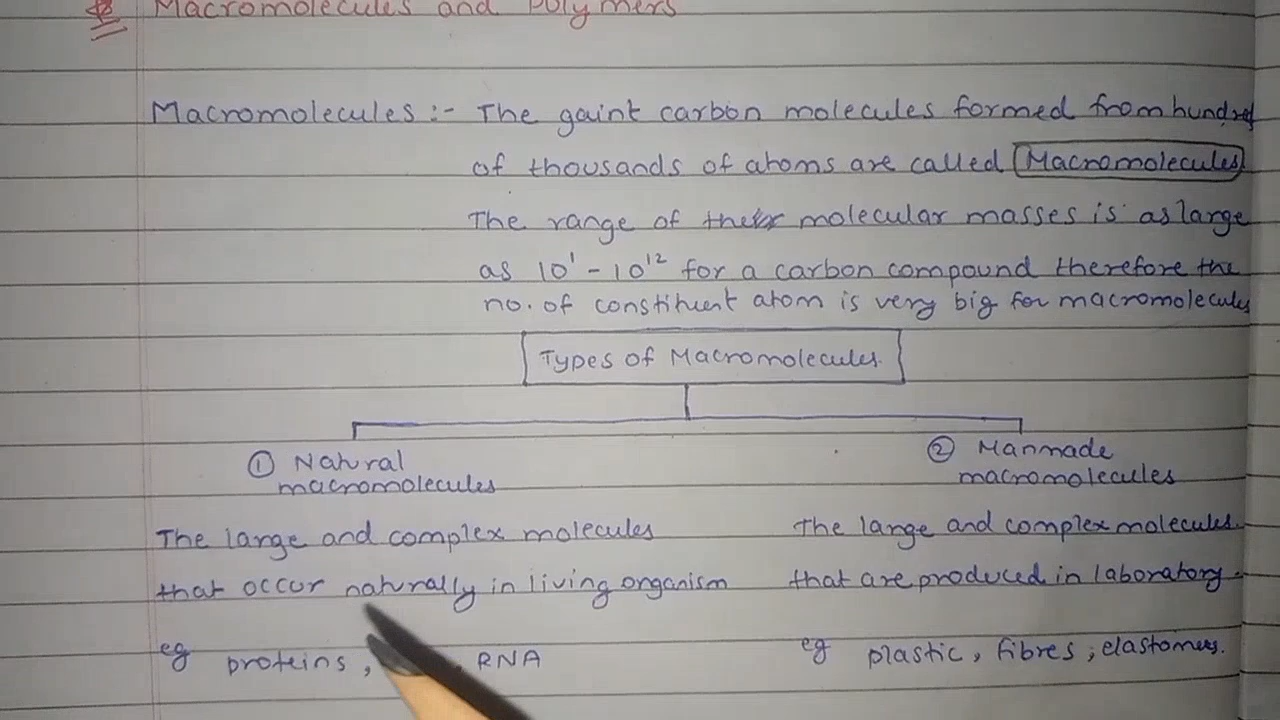 Macromolecules and Polymers
Macromolecules :- The gaint carbon molecules formed from hundred
of thousands of atoms are called Macromolecules
The range of their molecular masses is as large
as 10¹ - 10¹² for a carbon compound therefore the
no. of constituent atom is very big for macromolecules
Types of Macromolecules.
① Natural
macromolecules
② Manmade
macromolecules
The large and complex molecules
that occur naturally in living organism
eg proteins, RNA
The large and complex molecules.
that are produced in laboratory.
eg plastic, fibres, elastomers.